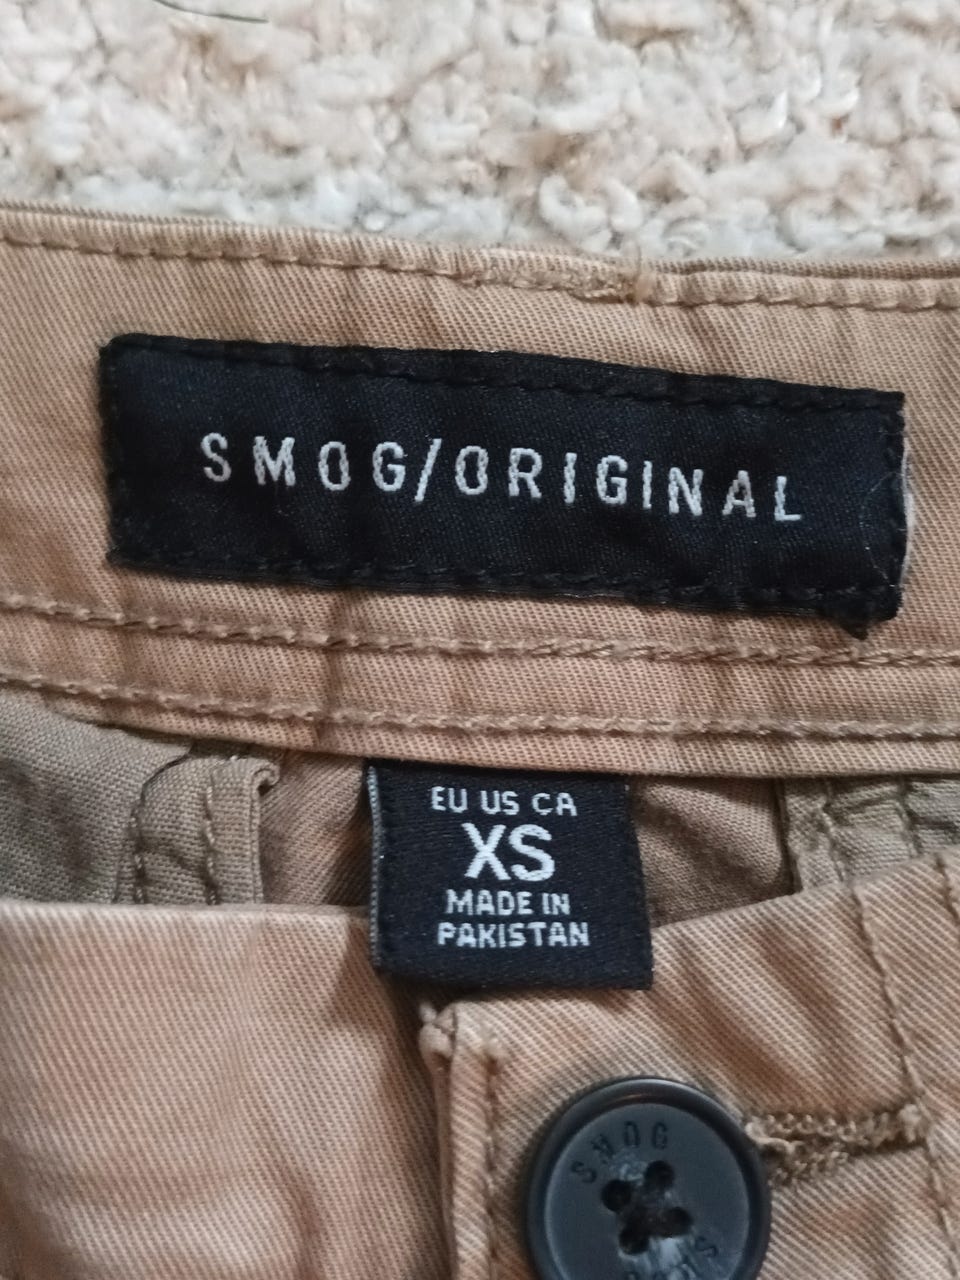 SMOG/ORIGINAL
EU US CA
XS
MADE IN
PAKISTAN
SMOG